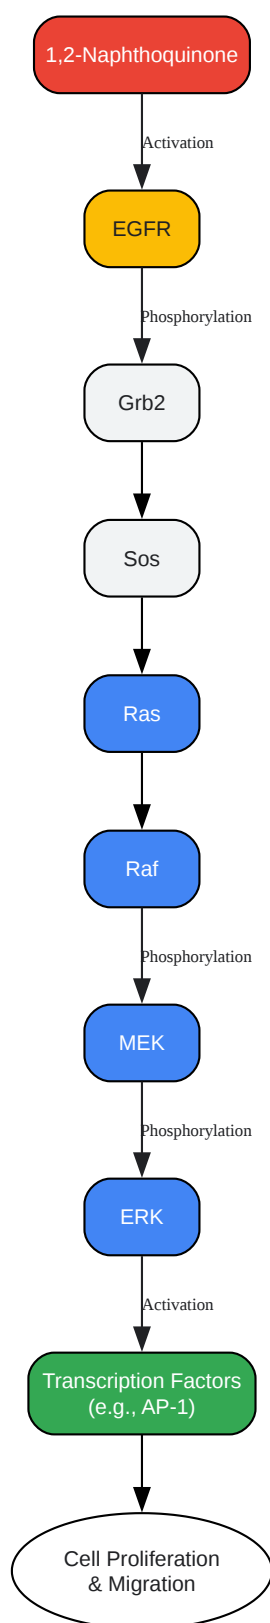 1,2-Naphthoquinone
Activation
EGFR
Phosphorylation
Grb2
Sos
Ras
Raf
Phosphorylation
MEK
Phosphorylation
ERK
Activation
Transcription Factors
(e.g., AP-1)
Cell Proliferation
& Migration